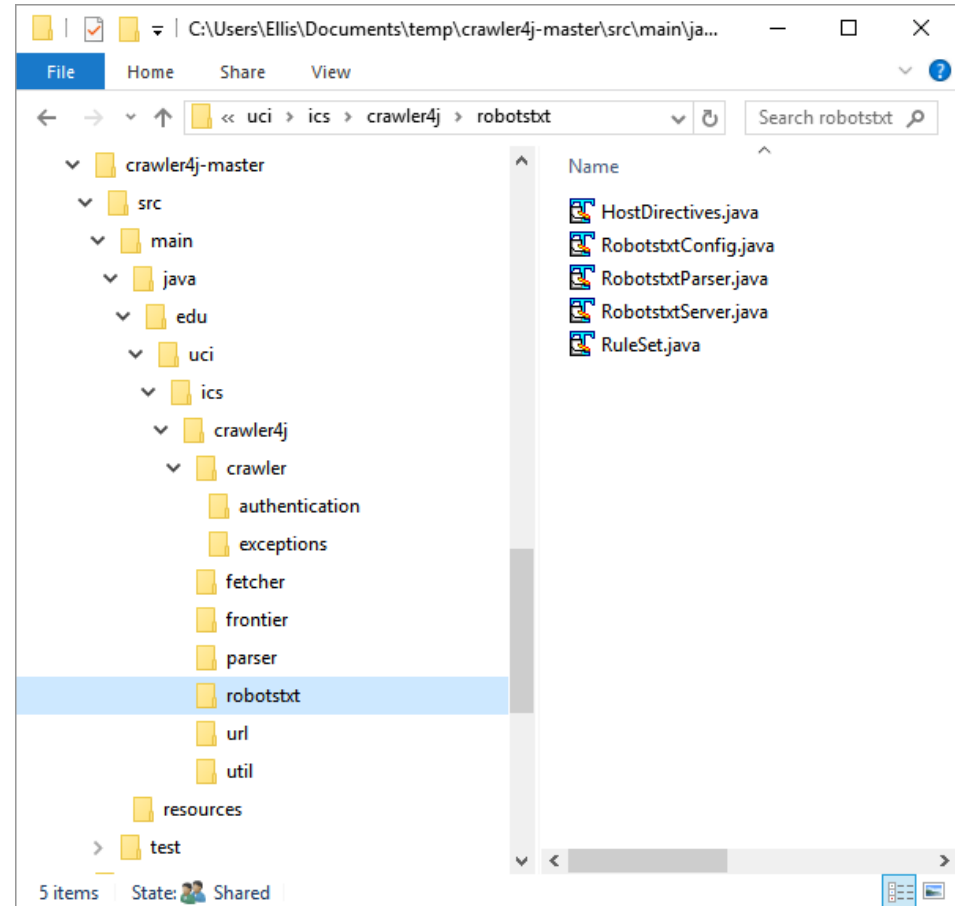 C:\Users\Ellis\Documents\temp\crawler4j-master\src\main\ja...
File Home Share View ?
« uci › ics › crawler4j › robotstxt
Search robotstxt
crawler4j-master
src
main
java
edu
uci
ics
crawler4j
crawler
authentication
exceptions
fetcher
frontier
parser
robotstxt
url
util
resources
test
Name
HostDirectives.java
RobotstxtConfig.java
RobotstxtParser.java
RobotstxtServer.java
RuleSet.java
5 items State: Shared